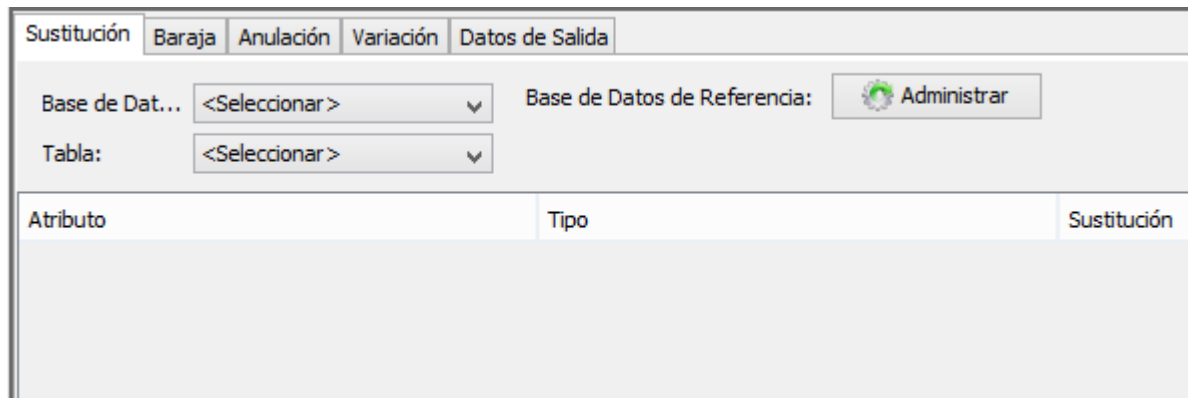 Sustitución Baraja Anulación Variación Datos de Salida
Base de Dat... <Seleccionar> Base de Datos de Referencia: Administrar
Tabla: <Seleccionar>
Atributo Tipo Sustitución